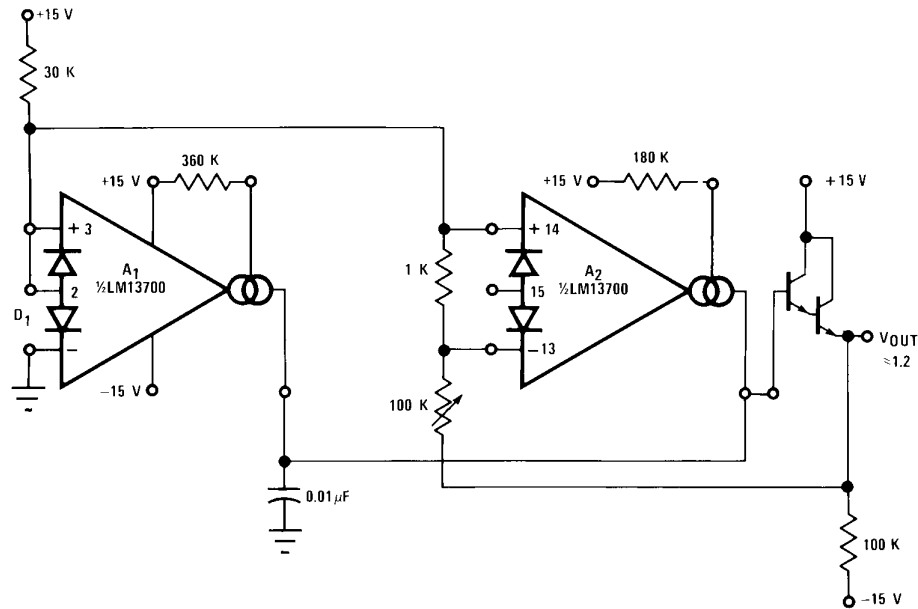 +15 V
30 K
360 K
+15 V
+ 3
A1
½LM13700
2
D1
-
−15 V
0.01 µF
1 K
100 K
180 K
+15 V
+ 14
A2
½LM13700
15
−13
+15 V
VOUT
≈1.2
100 K
−15 V